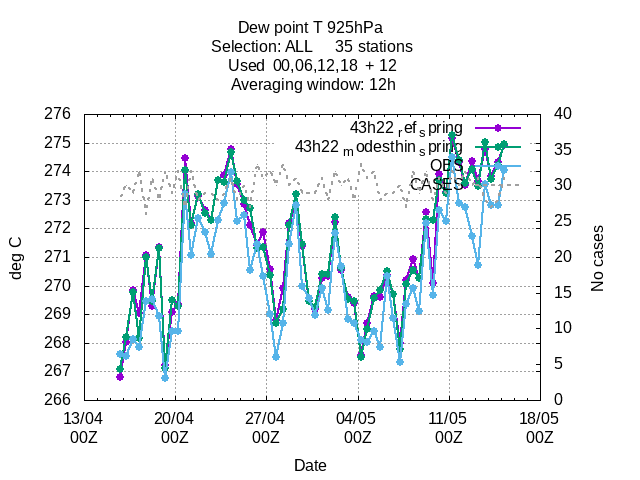 Dew point T 925hPa
Selection: ALL 35 stations
Used 00,06,12,18 + 12
Averaging window: 12h
276 40
275 35
274 30
273 25
272 20
271 15
270 10
269 5
268 0
267
266
43h22_ref_spring
43h22_modesthin_spring
OBS
CASES
deg C
No cases
13/04 20/04 27/04 04/05 11/05 18/05
00Z 00Z 00Z 00Z 00Z 00Z
Date